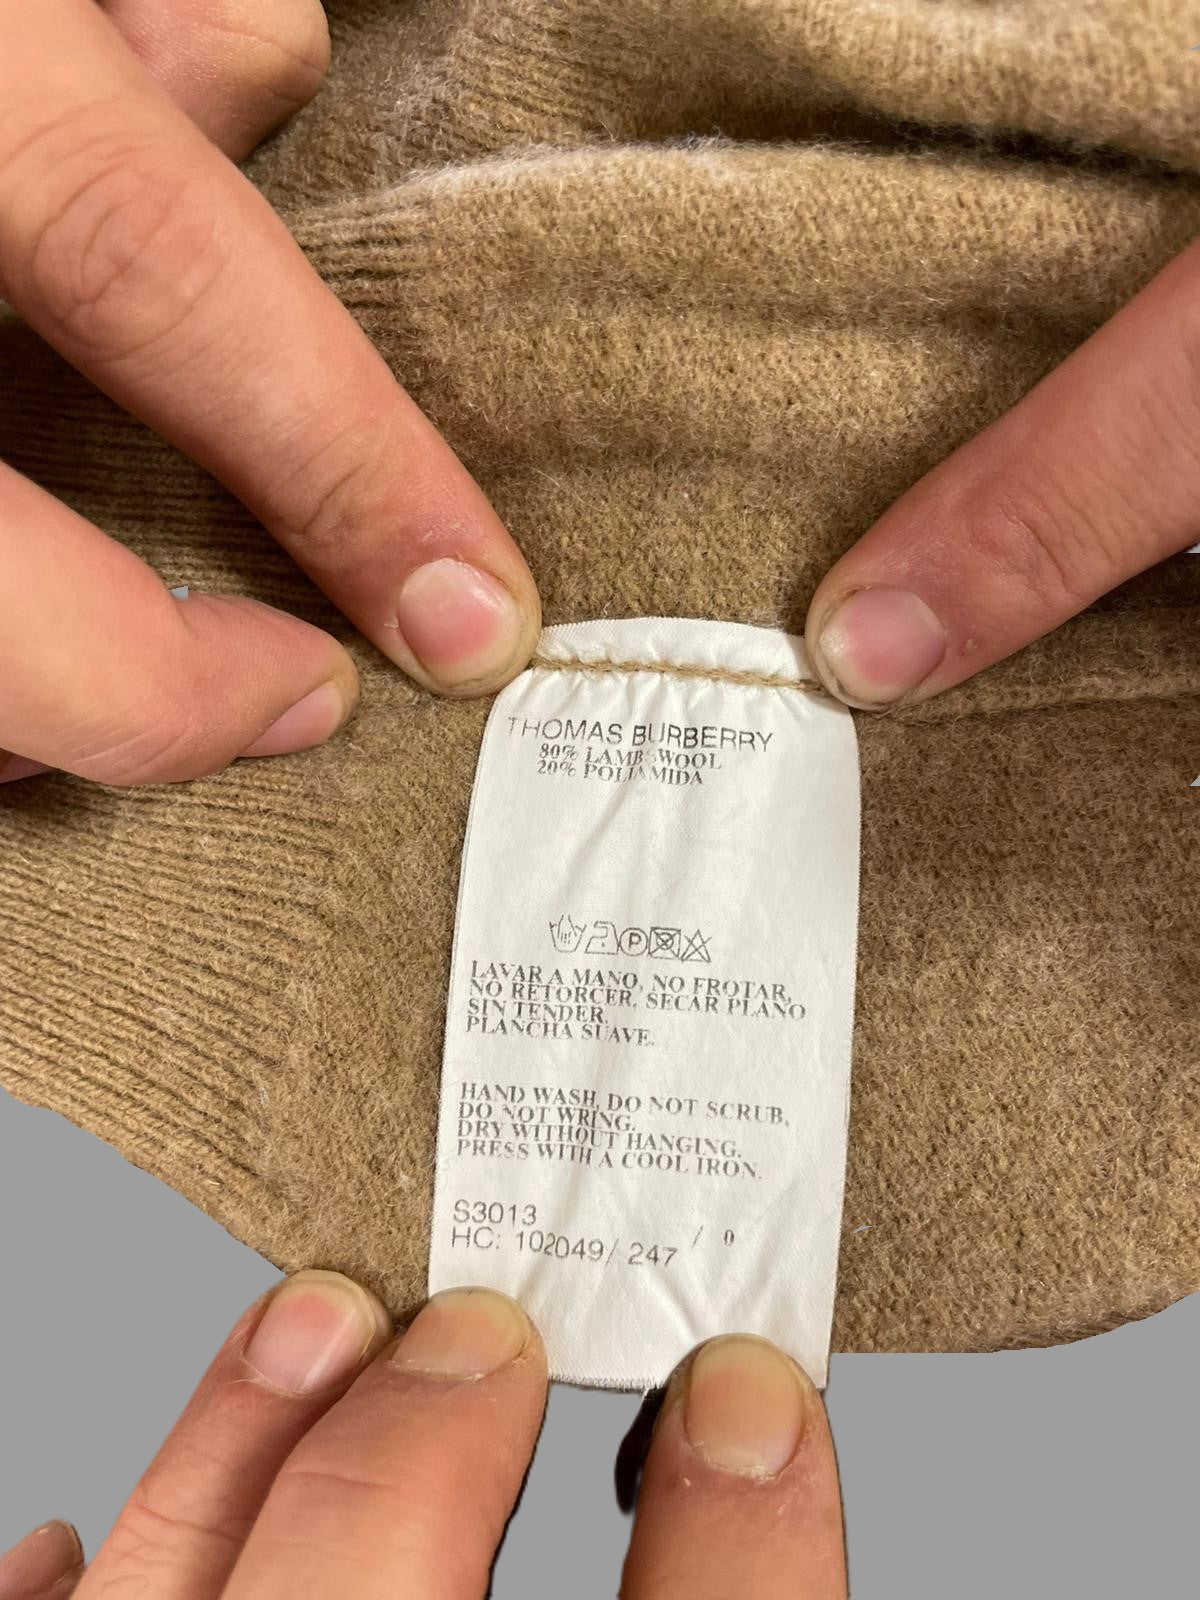 THOMAS BURBERRY
80% LAMBSWOOL
20% POLIAMIDA
P
LAVAR A MANO, NO FROTAR,
NO RETORCER, SECAR PLANO
SIN TENDER.
PLANCHA SUAVE.
HAND WASH, DO NOT SCRUB,
DO NOT WRING.
DRY WITHOUT HANGING.
PRESS WITH A COOL IRON.
S3013
HC: 102049/ 247 / 0